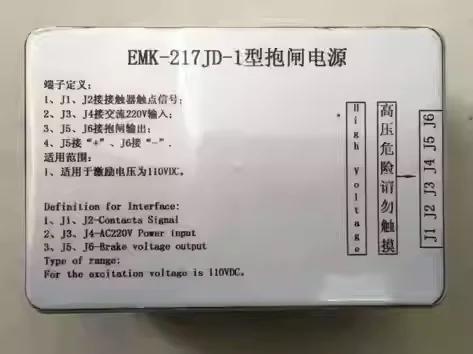 EMK-217JD-1型抱闸电源
端子定义:
1、J1、J2接接触器触点信号;
2、J3、J4接交流220V输入;
3、J5、J6接抱闸输出;
4、J5接“+”、J6接“-”.
适用范围:
1、适用于激励电压为110VDC。
Definition for Interface:
1、J1、J2-Contacts Signal
2、J3、J4-AC220V Power input
3、J5、J6-Brake voltage output
Type of range:
For the excitation voltage is 110VDC.
High Voltage
高压危险请勿触摸
J1 J2 J3 J4 J5 J6